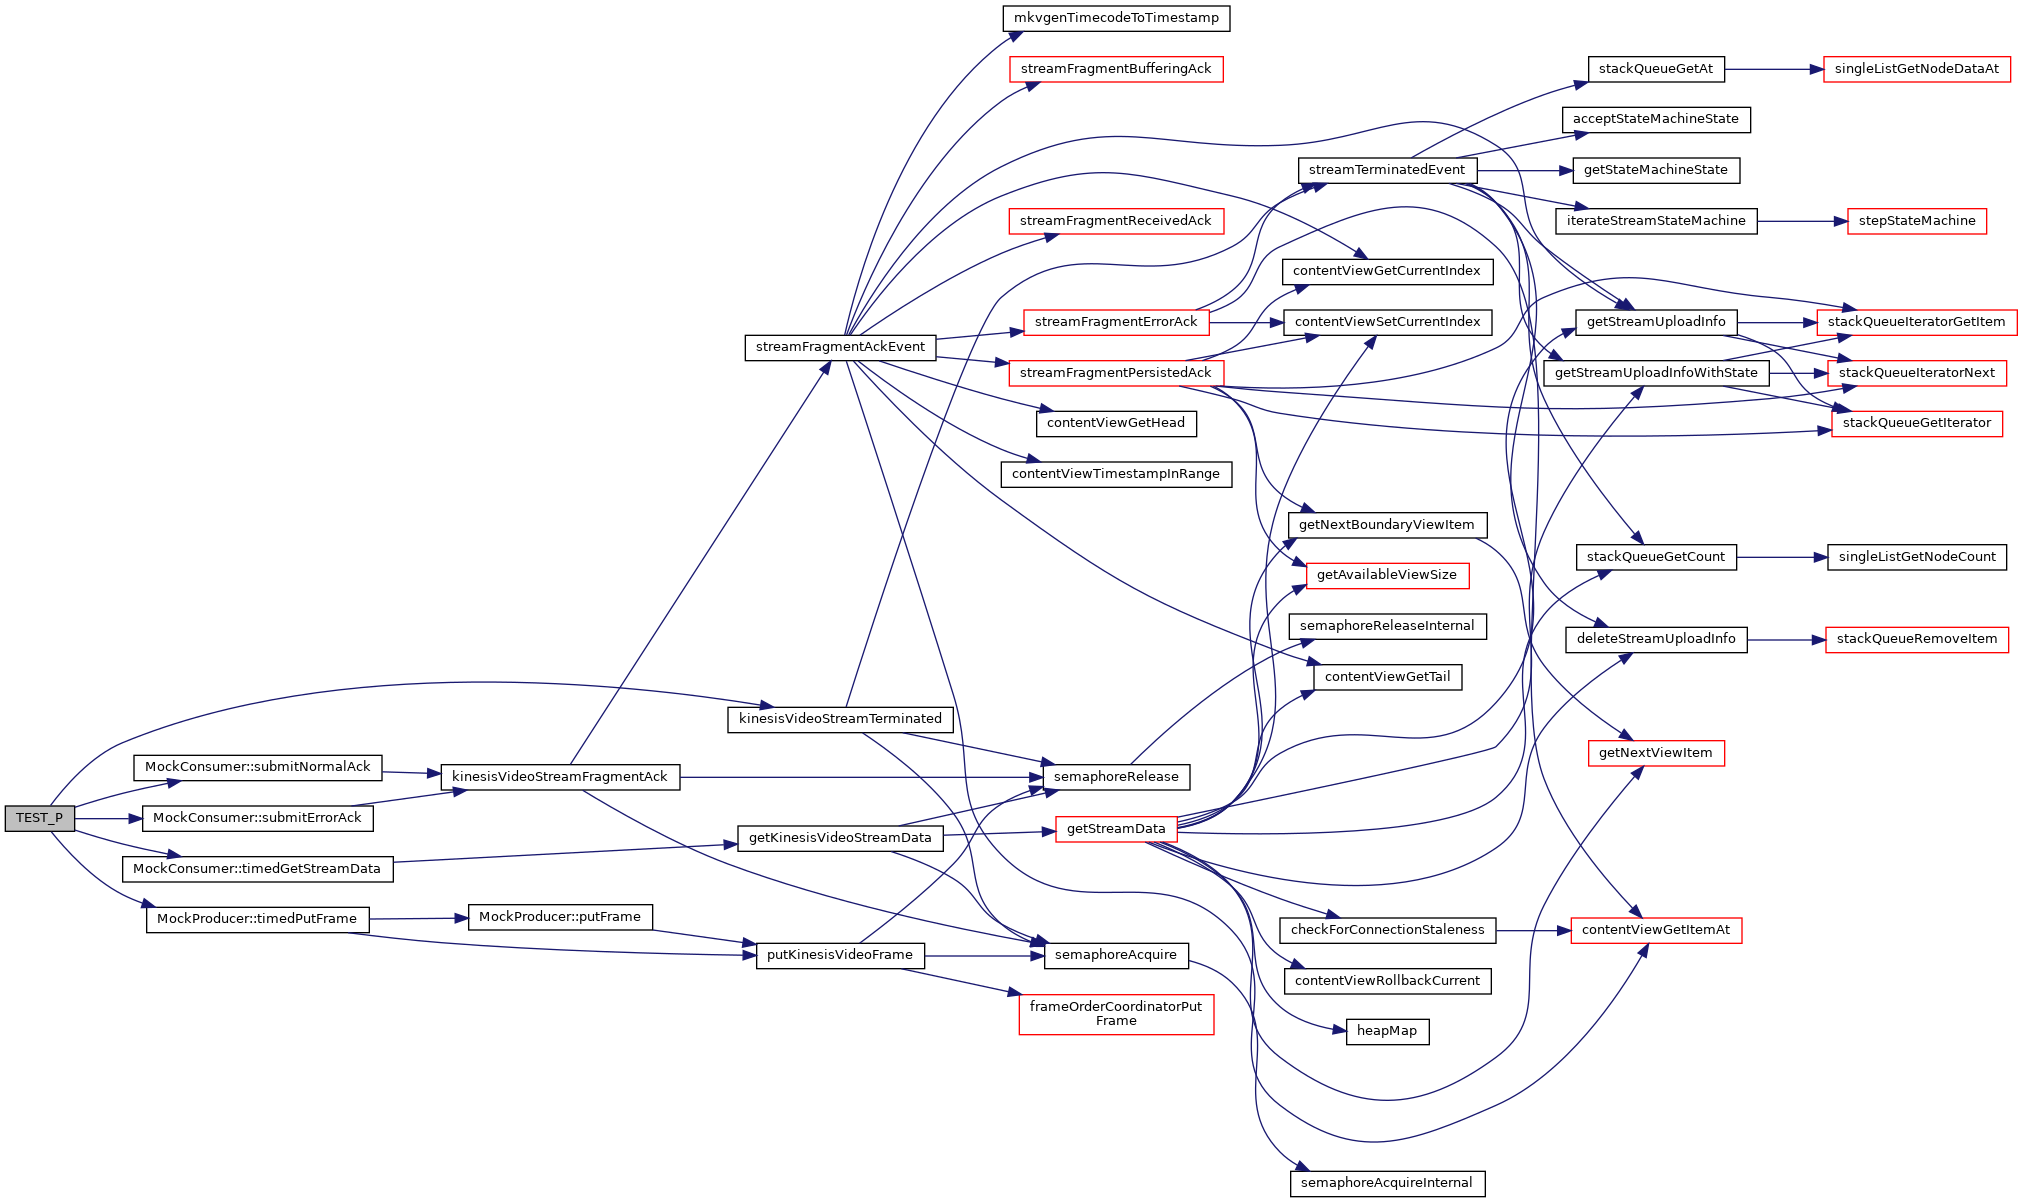 mkvgenTimecodeToTimestamp
streamFragmentBufferingAck
stackQueueGetAt
singleListGetNodeDataAt
acceptStateMachineState
streamTerminatedEvent
getStateMachineState
streamFragmentReceivedAck
iterateStreamStateMachine
stepStateMachine
contentViewGetCurrentIndex
streamFragmentErrorAck
contentViewSetCurrentIndex
getStreamUploadInfo
stackQueueIteratorGetItem
streamFragmentAckEvent
streamFragmentPersistedAck
getStreamUploadInfoWithState
stackQueueIteratorNext
contentViewGetHead
stackQueueGetIterator
contentViewTimestampInRange
getNextBoundaryViewItem
stackQueueGetCount
singleListGetNodeCount
getAvailableViewSize
semaphoreReleaseInternal
deleteStreamUploadInfo
stackQueueRemoveItem
contentViewGetTail
kinesisVideoStreamTerminated
getNextViewItem
MockConsumer::submitNormalAck
kinesisVideoStreamFragmentAck
semaphoreRelease
TEST_P
MockConsumer::submitErrorAck
getKinesisVideoStreamData
getStreamData
MockConsumer::timedGetStreamData
MockProducer::timedPutFrame
MockProducer::putFrame
checkForConnectionStaleness
contentViewGetItemAt
putKinesisVideoFrame
semaphoreAcquire
contentViewRollbackCurrent
frameOrderCoordinatorPut
Frame
heapMap
semaphoreAcquireInternal